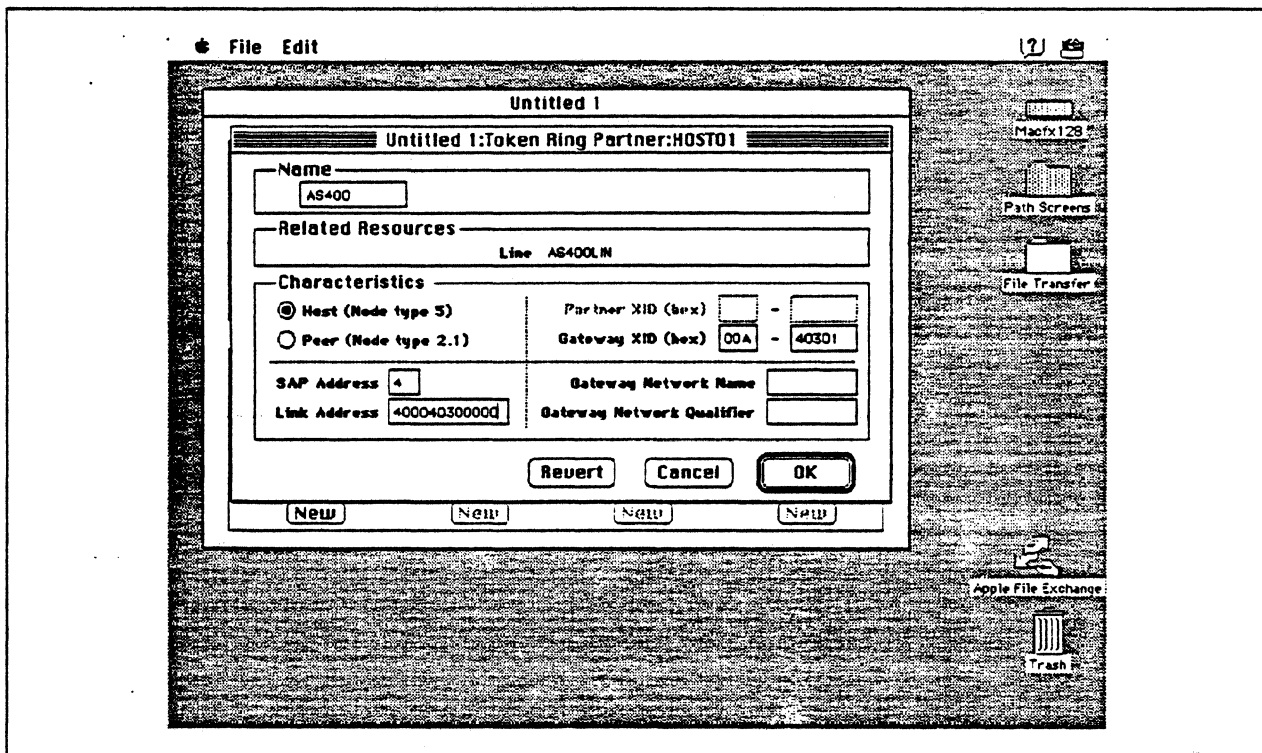 File Edit
Untitled 1
Untitled 1:Token Ring Partner:HOST01
Macfx128
Name
AS400
Path Screens
Related Resources
Line AS400LIN
File Transfer
Characteristics
Host (Node type 5)
Partner XID (hex) -
Peer (Node type 2.1)
Gateway XID (hex) 00A - 40301
SAP Address 4
Gateway Network Name
Link Address 400040300000
Gateway Network Qualifier
Revert Cancel OK
New New New New
Apple File Exchange
Trash